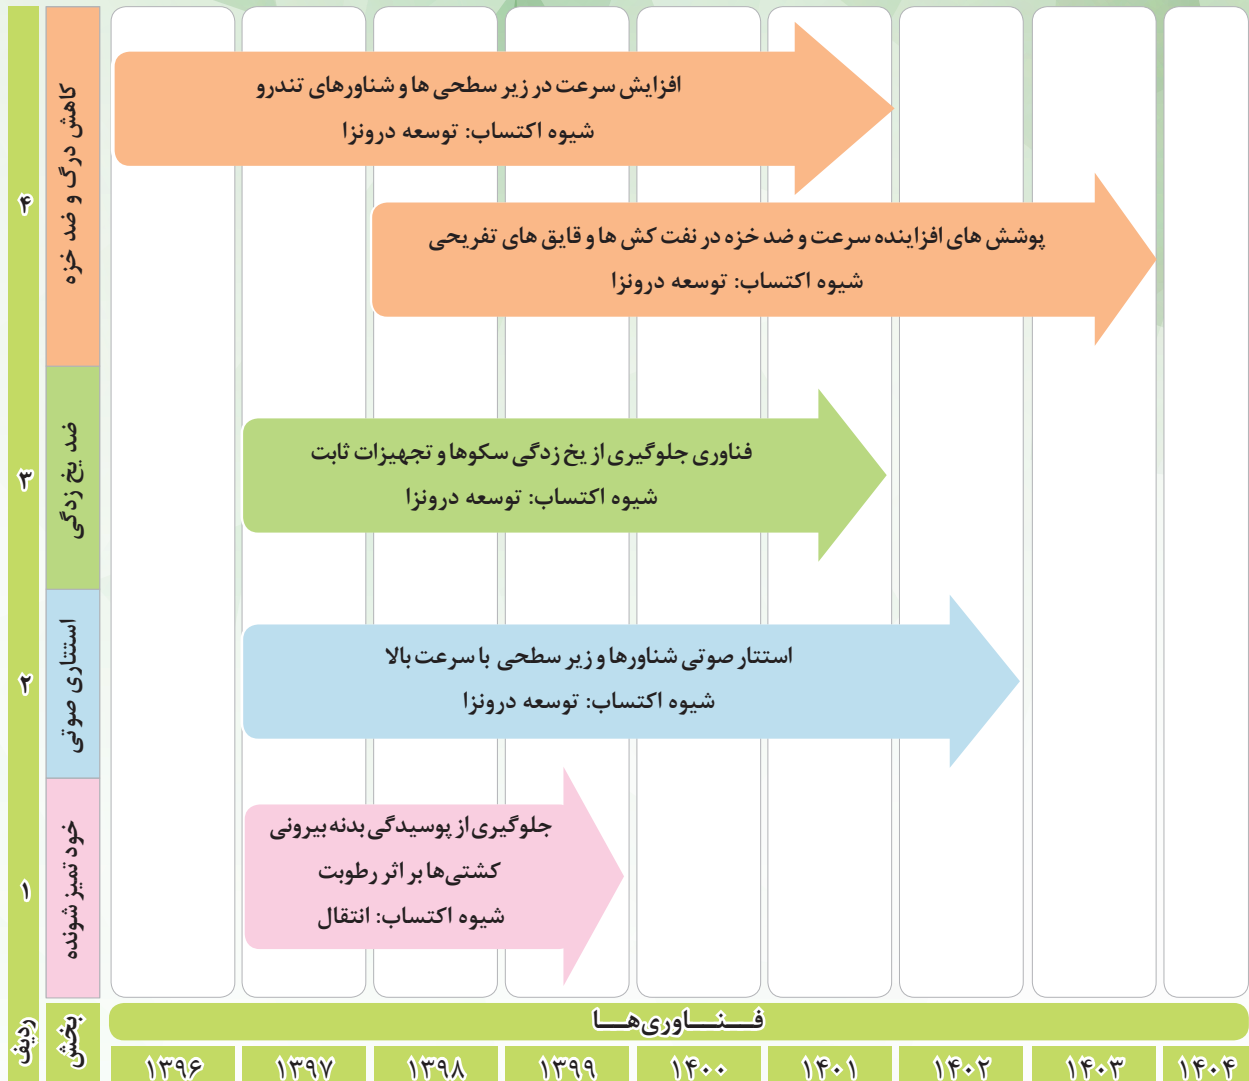 افزایش سرعت در زیر سطحی ها و شناورهای تندرو
شیوه اکتساب: توسعه درونزا
پوشش های افزاینده سرعت و ضد خزه در نفت کش ها و قایق های تفریحی
شیوه اکتساب: توسعه درونزا
کاهش درگ و ضد خزه
۴
فناوری جلوگیری از یخ زدگی سکوها و تجهیزات ثابت
شیوه اکتساب: توسعه درونزا
ضد یخ زدگی
۳
استتار صوتی شناورها و زیر سطحی با سرعت بالا
شیوه اکتساب: توسعه درونزا
استتاری صوتی
۲
جلوگیری از پوسیدگی بدنه بیرونی
کشتی‌ها بر اثر رطوبت
شیوه اکتساب: انتقال
خود تمیز شونده
۱
فـنـــاوری‌هـــا
بخش
ردیف
۱۳۹۶
۱۳۹۷
۱۳۹۸
۱۳۹۹
۱۴۰۰
۱۴۰۱
۱۴۰۲
۱۴۰۳
۱۴۰۴